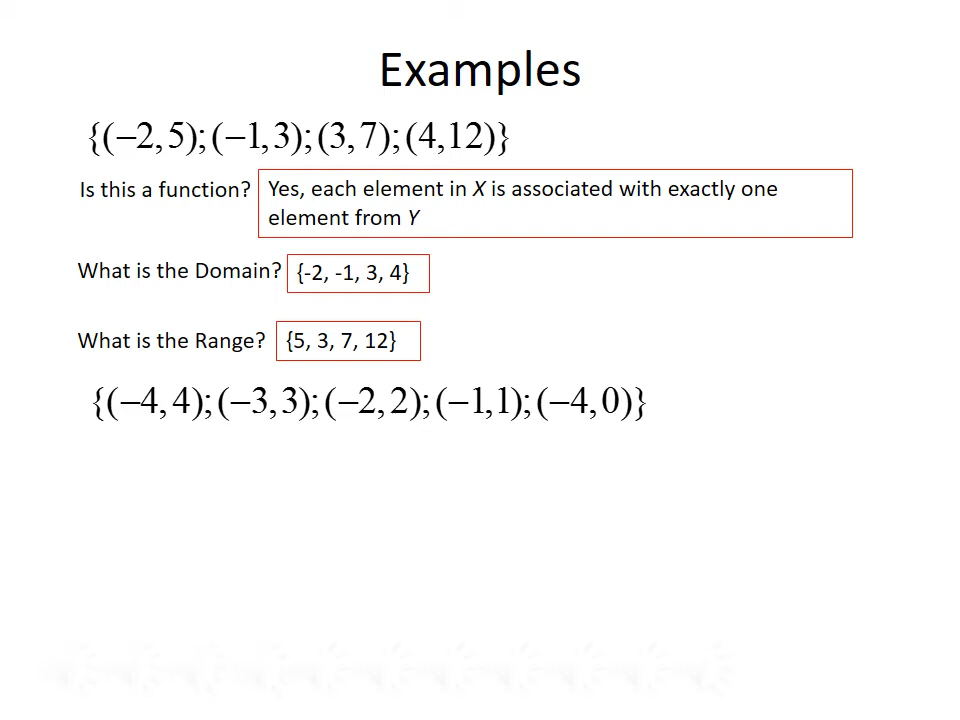 Examples
{(−2,5);(−1,3);(3,7);(4,12)}
Is this a function? Yes, each element in X is associated with exactly one
element from Y
What is the Domain? {-2, -1, 3, 4}
What is the Range? {5, 3, 7, 12}
{(−4,4);(−3,3);(−2,2);(−1,1);(−4,0)}